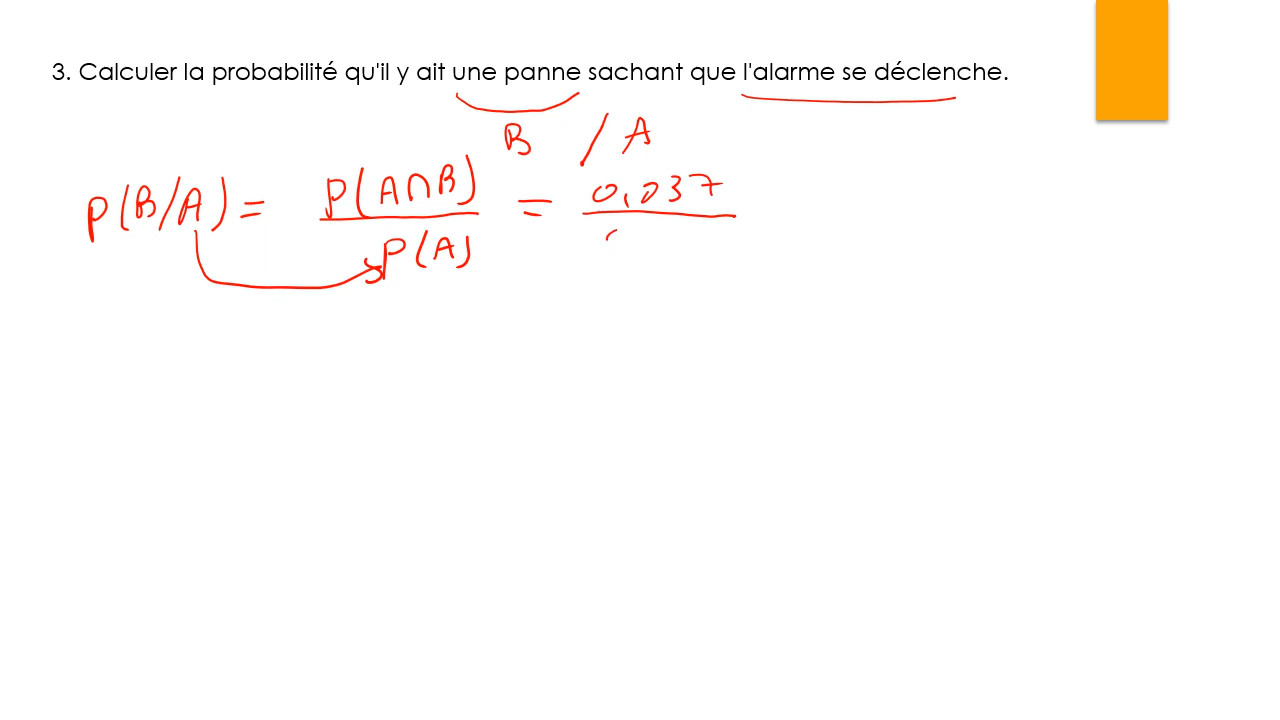 3. Calculer la probabilité qu'il y ait une panne sachant que l'alarme se déclenche.
B / A
P(B/A) = P(A∩B) / P(A) = 0,037